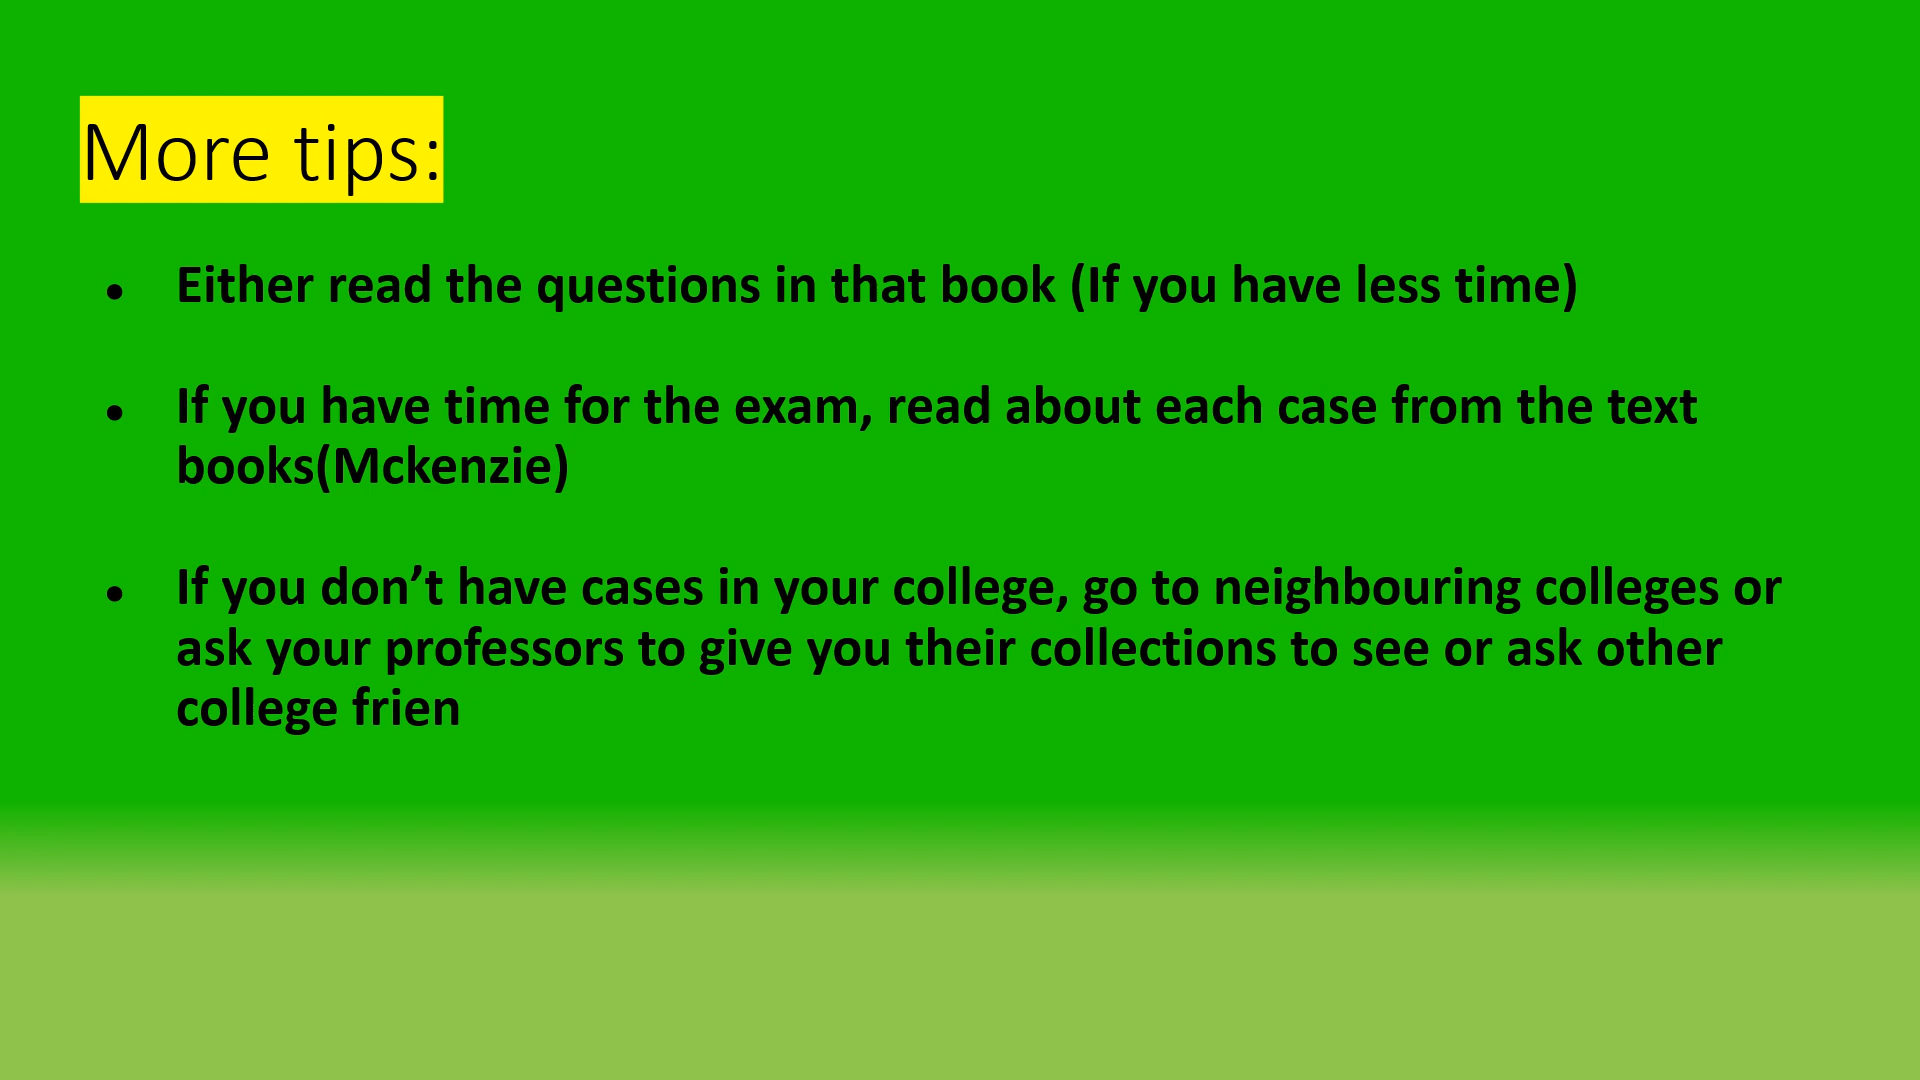 More tips:
• Either read the questions in that book (If you have less time)
• If you have time for the exam, read about each case from the text
books(Mckenzie)
• If you don’t have cases in your college, go to neighbouring colleges or
ask your professors to give you their collections to see or ask other
college frien